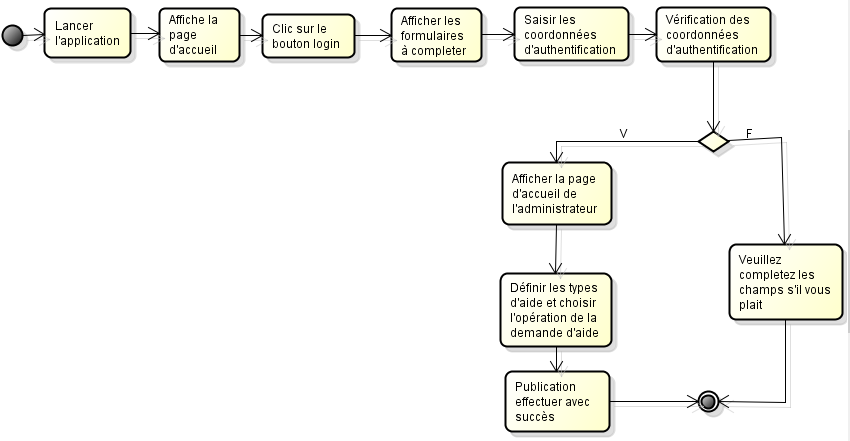 Lancer
l'application
Affiche la
page
d'accueil
Clic sur le
bouton login
Afficher les
formulaires
à completer
Saisir les
coordonnées
d'authentification
Vérification des
coordonnées
d'authentification
V
F
Afficher la page
d'accueil de
l'administrateur
Veuillez
completez les
champs s'il vous
plait
Définir les types
d'aide et choisir
l'opération de la
demande d'aide
Publication
effectuer avec
succès